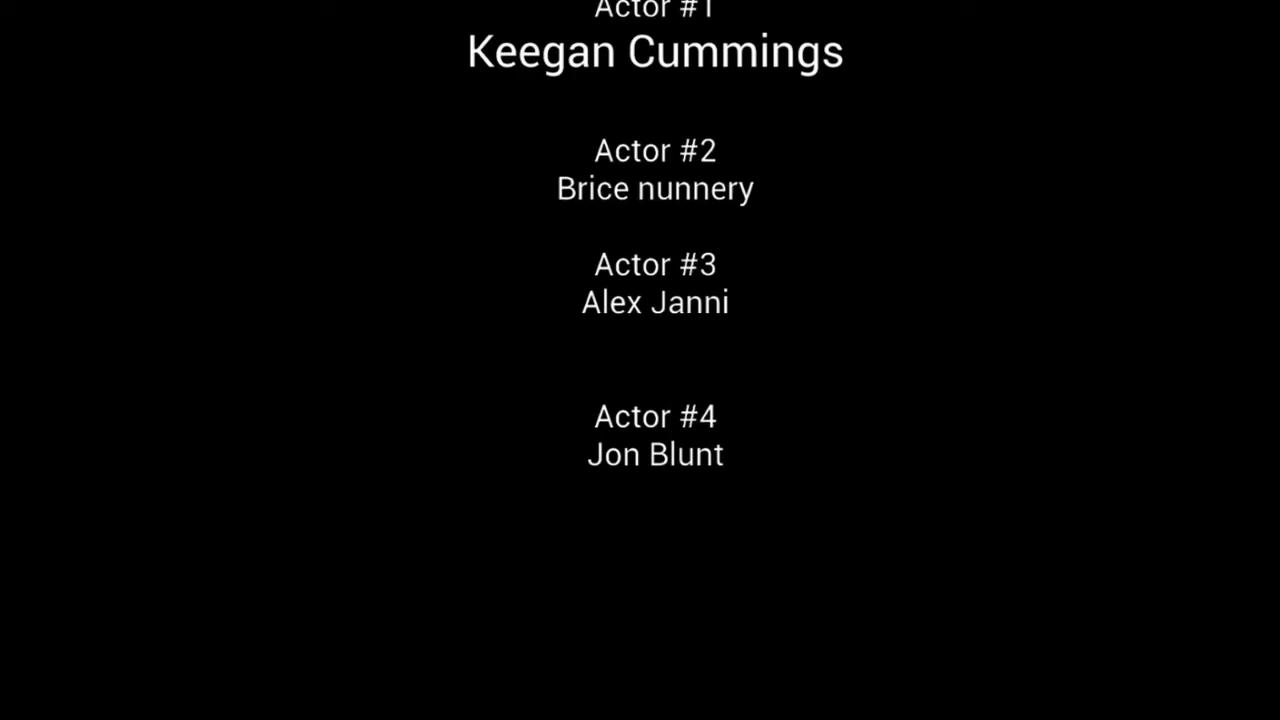 Actor #1
Keegan Cummings
Actor #2
Brice nunnery
Actor #3
Alex Janni
Actor #4
Jon Blunt